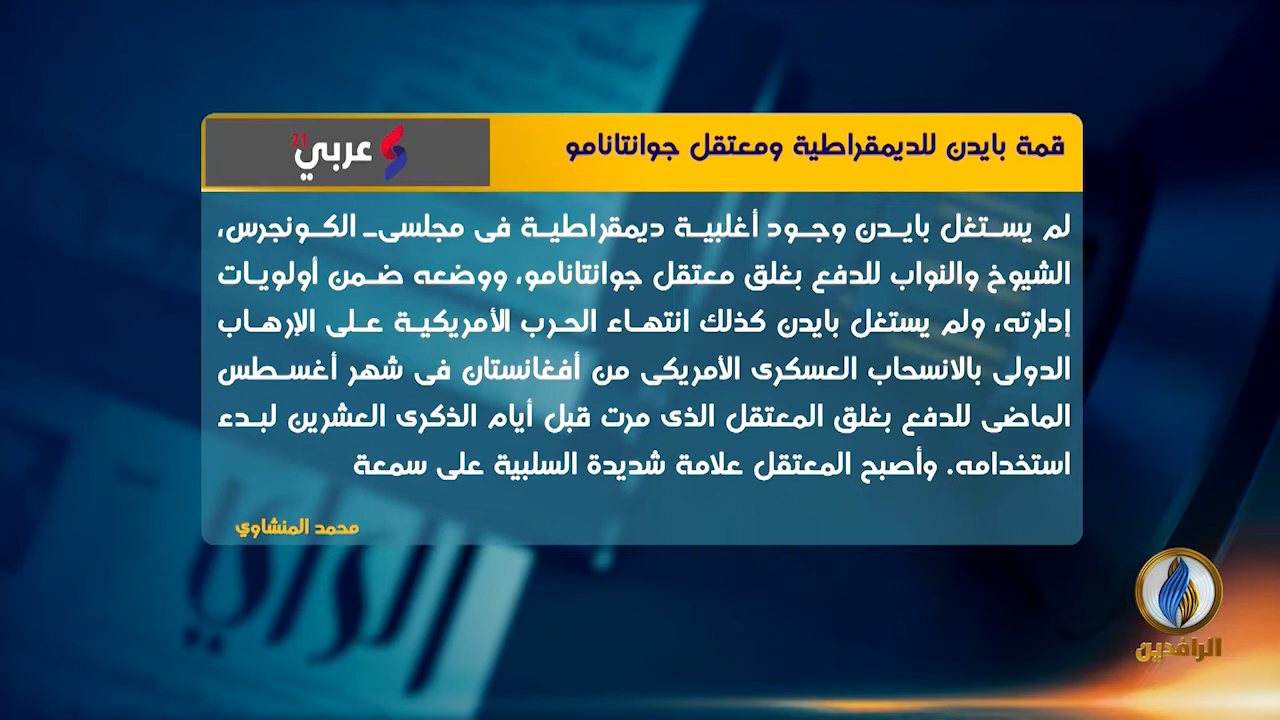 قمة بايدن للديمقراطية ومعتقل جوانتانامو
عربي21
لم يستغل بايدن وجود أغلبية ديمقراطية فى مجلسى الكونجرس،
الشيوخ والنواب للدفع بغلق معتقل جوانتانامو، ووضعه ضمن أولويات
إدارته، ولم يستغل بايدن كذلك انتهاء الحرب الأمريكية على الإرهاب
الدولى بالانسحاب العسكرى الأمريكى من أفغانستان فى شهر أغسطس
الماضى للدفع بغلق المعتقل الذى مرت قبل أيام الذكرى العشرين لبدء
استخدامه. وأصبح المعتقل علامة شديدة السلبية على سمعة
محمد المنشاوي
الراي
الرافدين